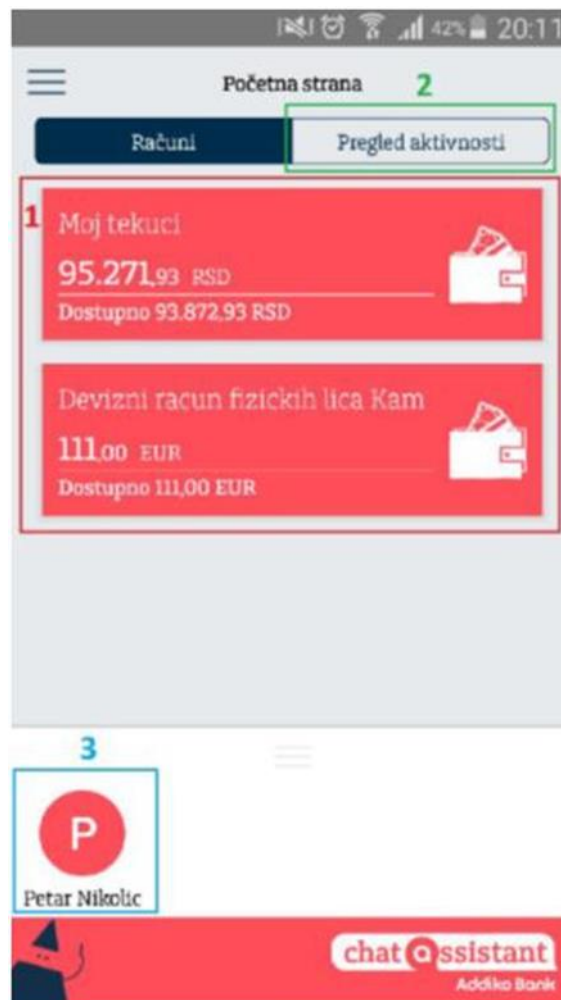 42% 20:11
Početna strana 2
Računi Pregled aktivnosti
1 Moj tekuci
95.271,93 RSD
Dostupno 93.872,93 RSD
Devizni racun fizickih lica Kam
111,00 EUR
Dostupno 111,00 EUR
3
P
Petar Nikolic
chat @ssistant
Addiko Bank